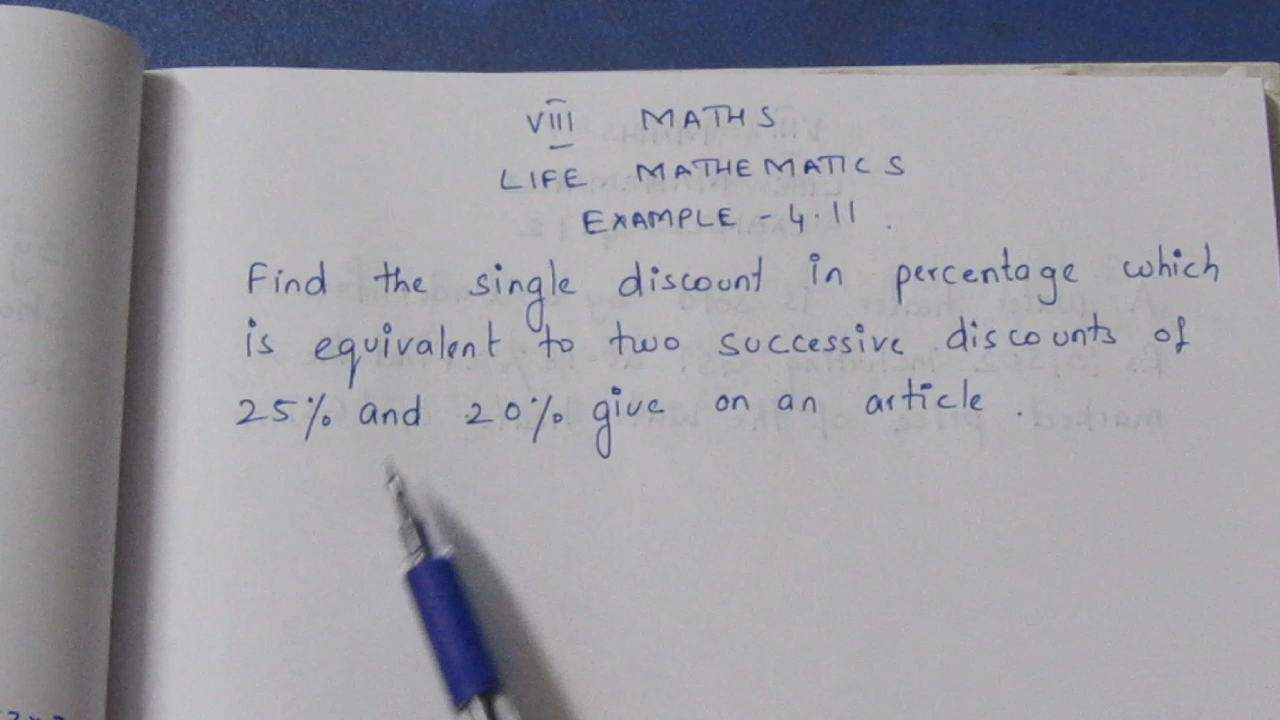 VIII MATHS
LIFE MATHEMATICS
EXAMPLE - 4.11.
Find the single discount in percentage which
is equivalent to two successive discounts of
25% and 20% give on an article.